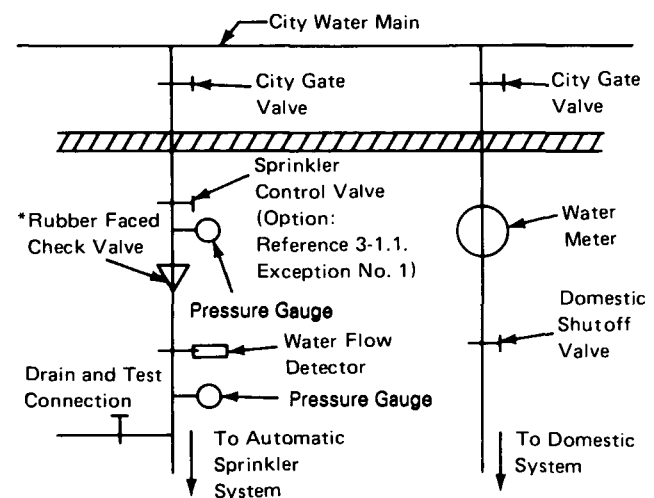 City Water Main
City Gate
Valve
City Gate
Valve
Sprinkler
Control Valve
(Option:
Reference 3-1.1.
Exception No. 1)
*Rubber Faced
Check Valve
Water
Meter
Pressure Gauge
Domestic
Shutoff
Valve
Water Flow
Detector
Drain and Test
Connection
Pressure Gauge
To Automatic
Sprinkler
System
To Domestic
System